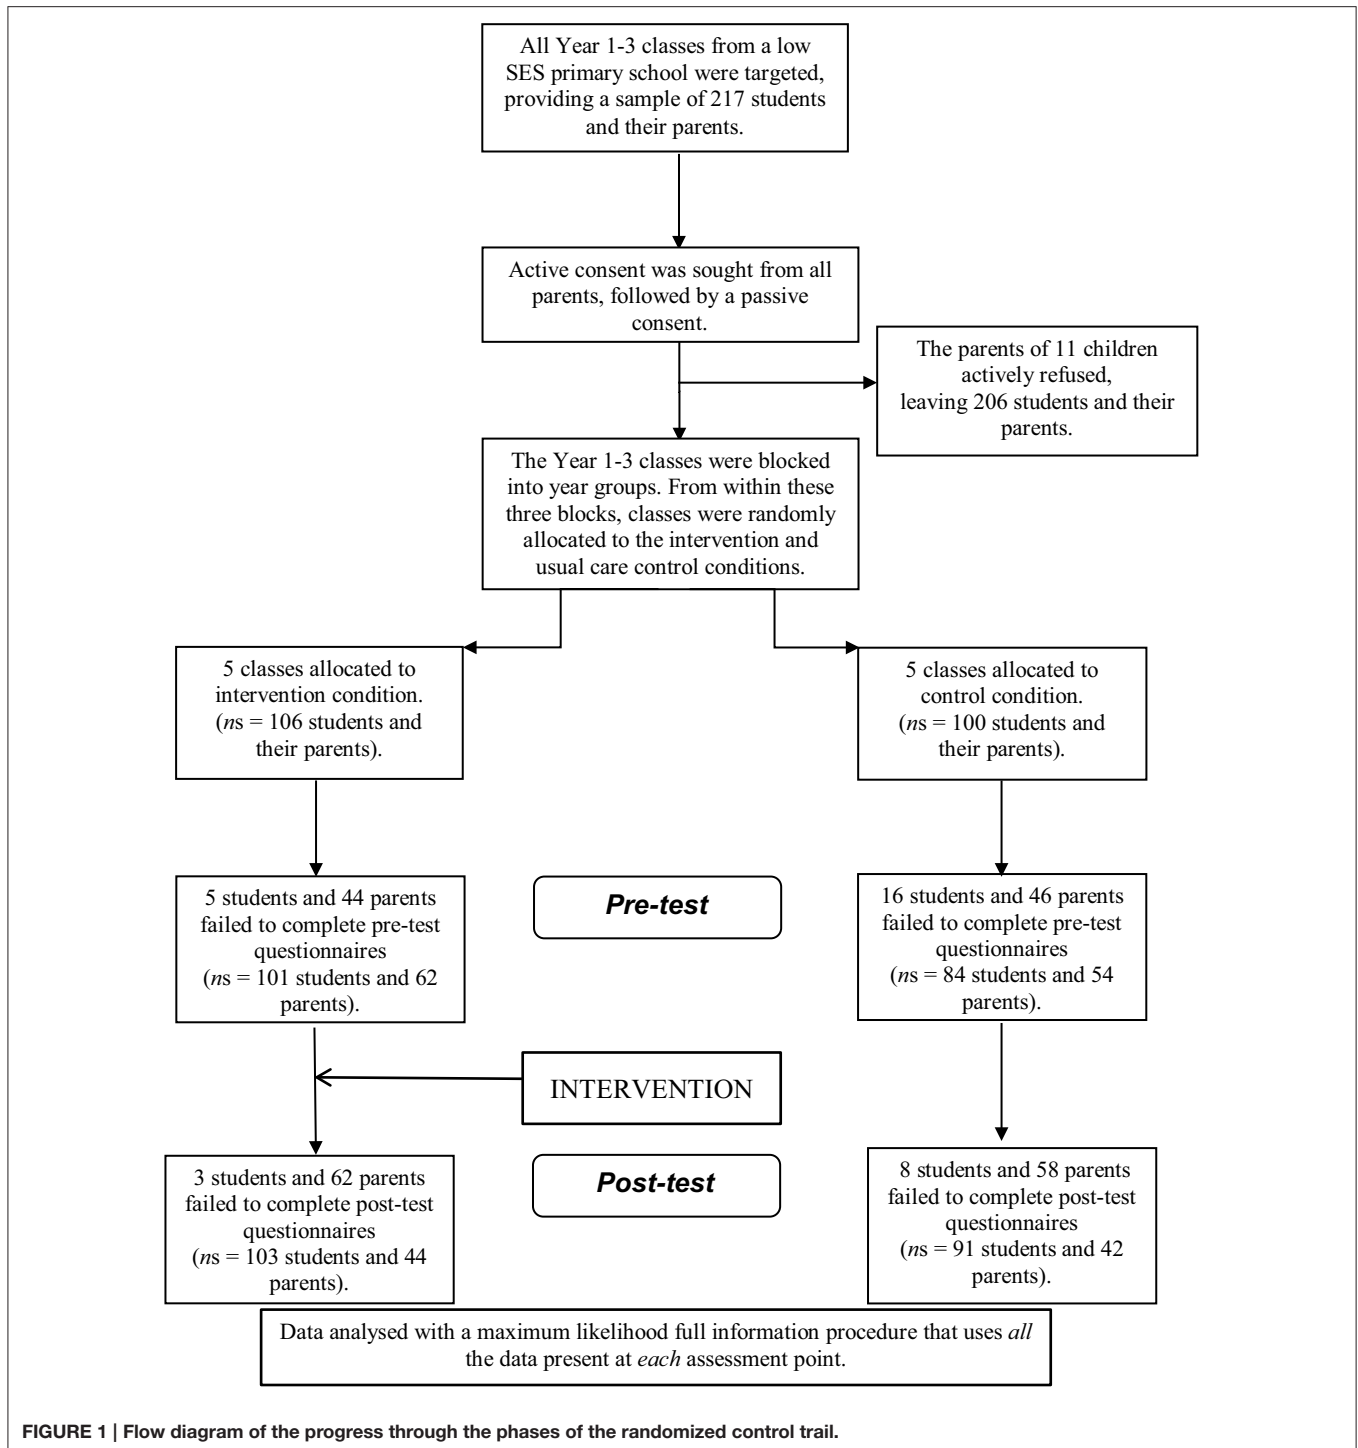 All Year 1-3 classes from a low
SES primary school were targeted,
providing a sample of 217 students
and their parents.
Active consent was sought from all
parents, followed by a passive
consent.
The parents of 11 children
actively refused,
leaving 206 students and their
parents.
The Year 1-3 classes were blocked
into year groups. From within these
three blocks, classes were randomly
allocated to the intervention and
usual care control conditions.
5 classes allocated to
intervention condition.
(ns = 106 students and
their parents).
5 classes allocated to
control condition.
(ns = 100 students and
their parents).
5 students and 44 parents
failed to complete pre-test
questionnaires
(ns = 101 students and 62
parents).
Pre-test
16 students and 46 parents
failed to complete pre-test
questionnaires
(ns = 84 students and 54
parents).
INTERVENTION
3 students and 62 parents
failed to complete post-test
questionnaires
(ns = 103 students and 44
parents).
Post-test
8 students and 58 parents
failed to complete post-test
questionnaires
(ns = 91 students and 42
parents).
Data analysed with a maximum likelihood full information procedure that uses all
the data present at each assessment point.
FIGURE 1 | Flow diagram of the progress through the phases of the randomized control trail.